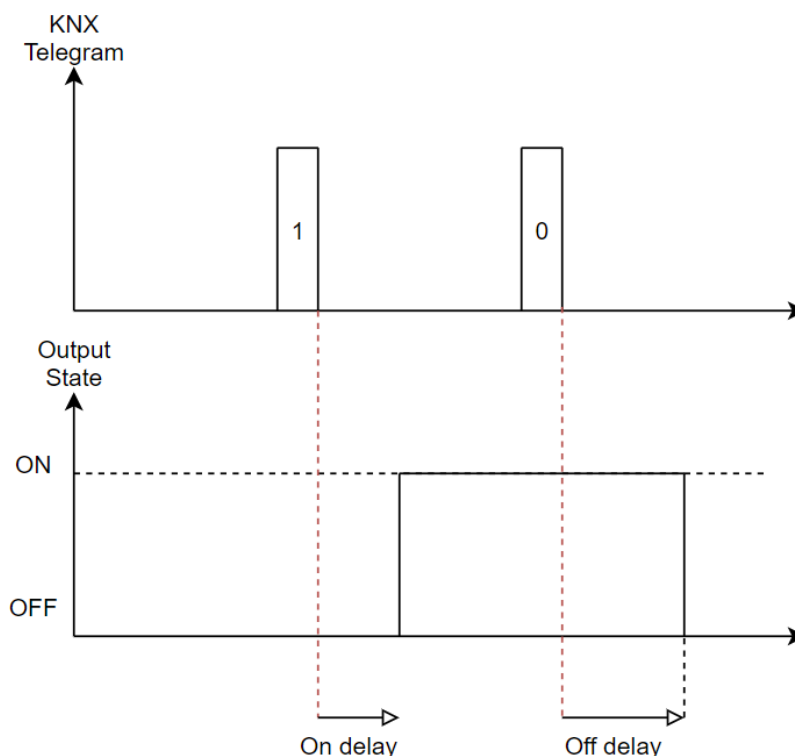 KNX
Telegram
1
0
Output
State
ON
OFF
On delay
Off delay